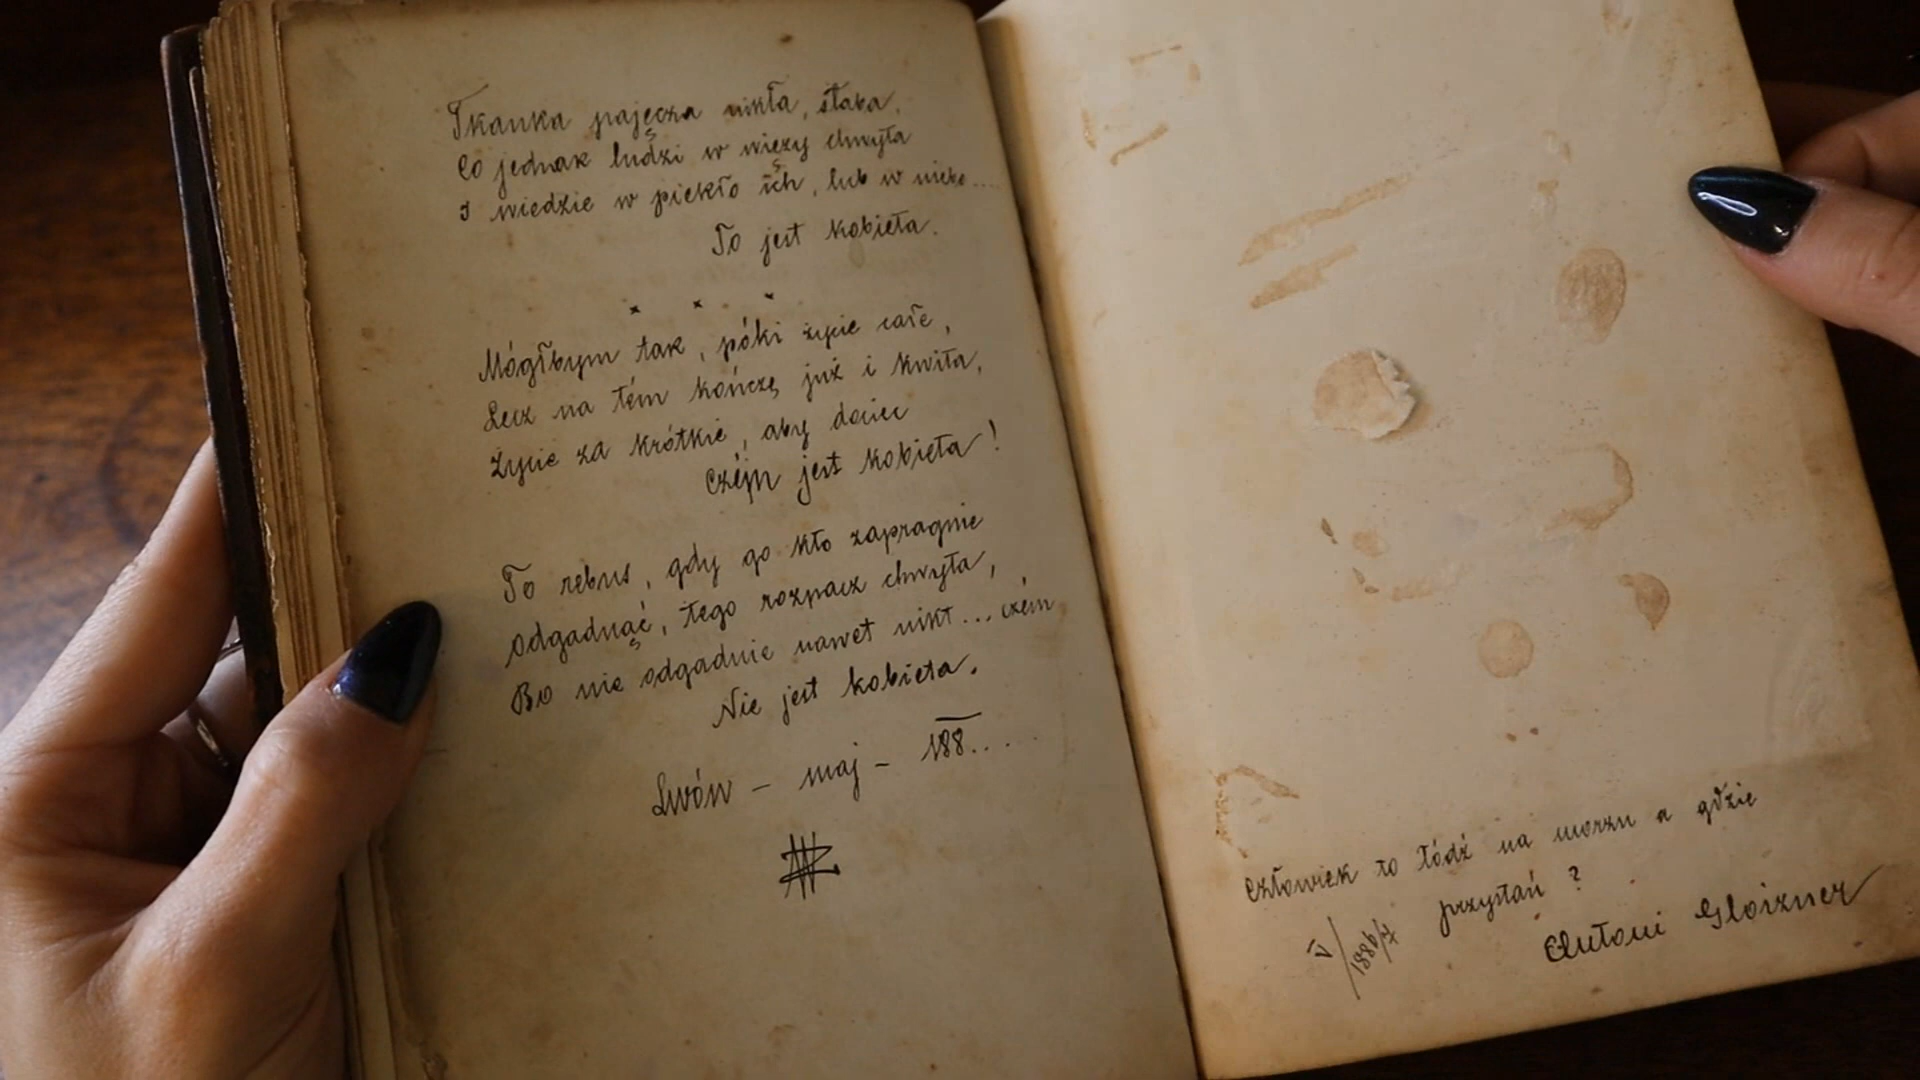 Tkanka pajęcza nikła, słaba,
Co jednak ludzi w więzy chwyta
I wiedzie w piekło ich, lub w niebo....
To jest kobieta.
x x x
Mógłbym tak, póki życie całe,
Lecz na tém kończę już i kwita,
Życie za krótkie, aby dociec
Czém jest kobieta!
To rebus, gdy go kto zapragnie
Odgadnąć, tego rozpacz chwyta,
Bo nie odgadnie nawet nikt... czém
Nie jest kobieta.
Lwów - maj - 188.....
Człowiek to łódź na morzu a gdzie
przystań?
V/1886/7
Antoni Gloizner